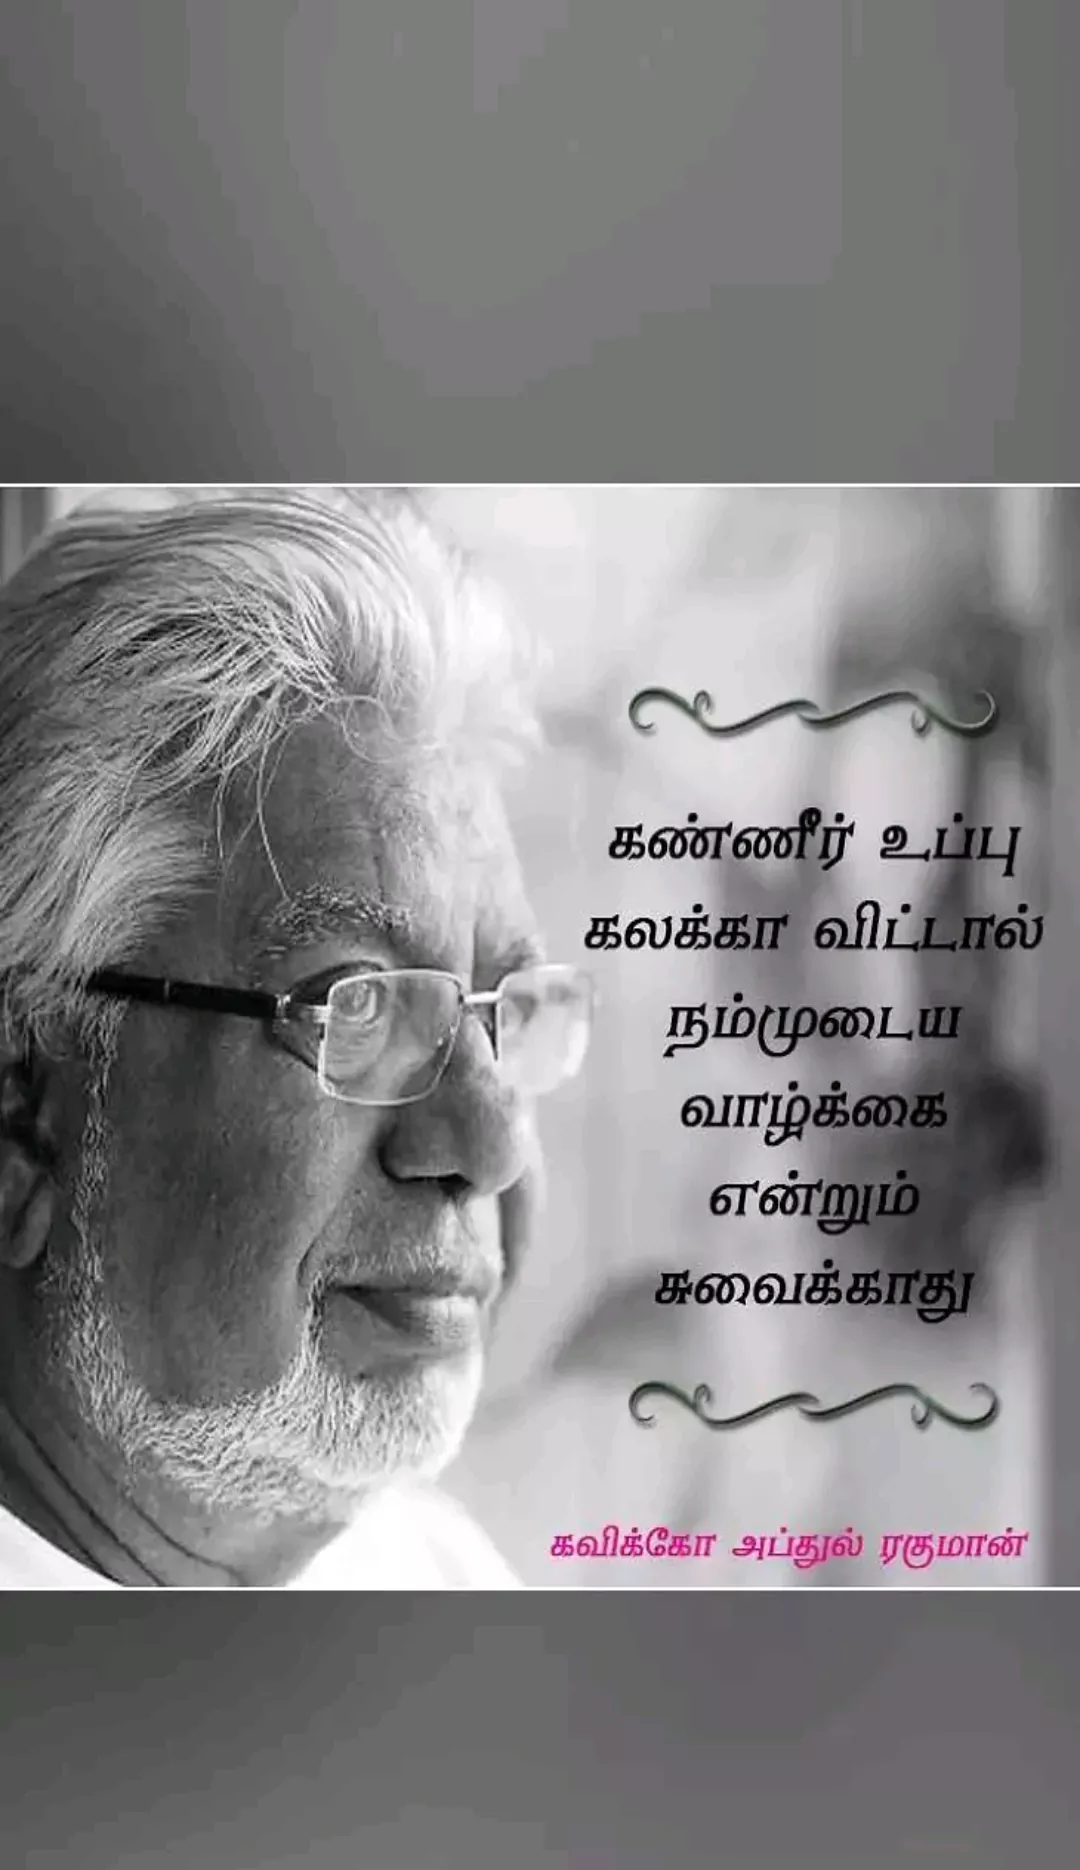 கண்ணீர் உப்பு
கலக்கா விட்டால்
நம்முடைய
வாழ்க்கை
என்றும்
சுவைக்காது
கவிக்கோ அப்துல் ரகுமான்